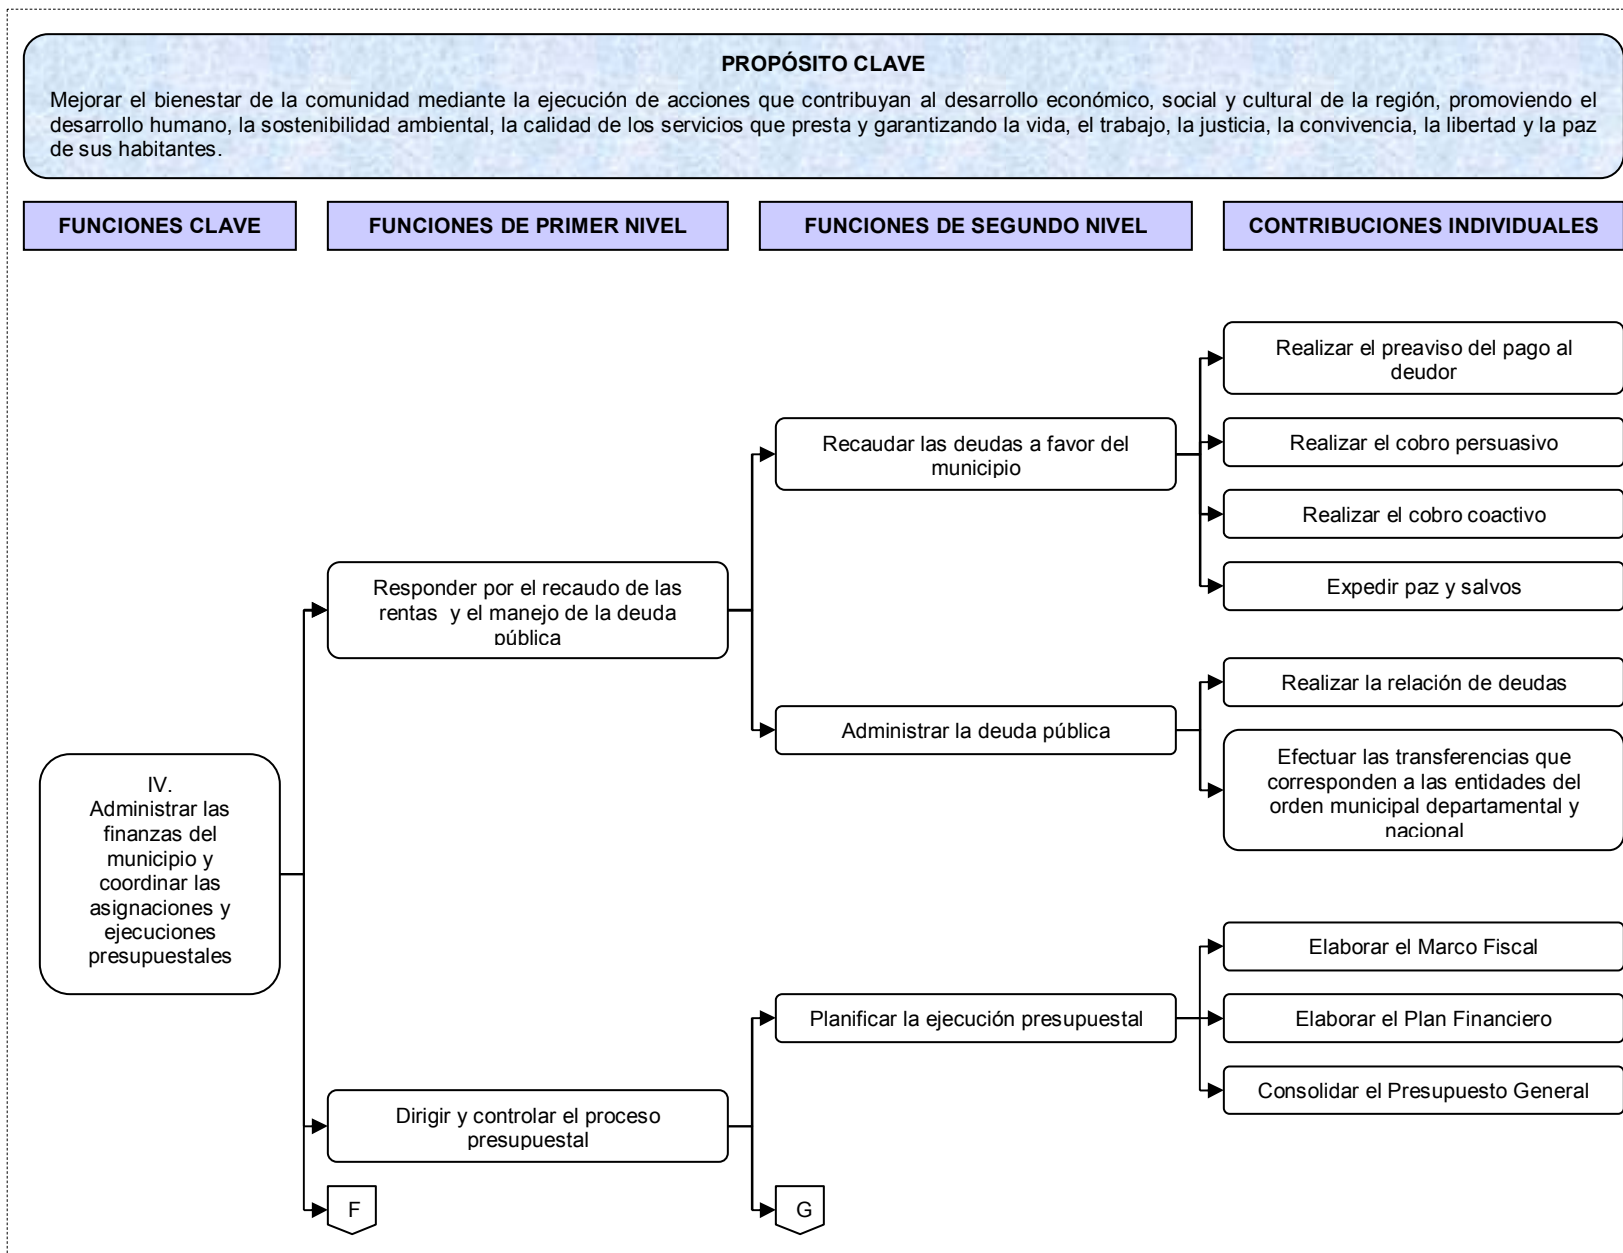 PROPÓSITO CLAVE
Mejorar el bienestar de la comunidad mediante la ejecución de acciones que contribuyan al desarrollo económico, social y cultural de la región, promoviendo el
desarrollo humano, la sostenibilidad ambiental, la calidad de los servicios que presta y garantizando la vida, el trabajo, la justicia, la convivencia, la libertad y la paz
de sus habitantes.
FUNCIONES CLAVE
FUNCIONES DE PRIMER NIVEL
FUNCIONES DE SEGUNDO NIVEL
CONTRIBUCIONES INDIVIDUALES
IV.
Administrar las
finanzas del
municipio y
coordinar las
asignaciones y
ejecuciones
presupuestales
Responder por el recaudo de las
rentas y el manejo de la deuda
pública
Recaudar las deudas a favor del
municipio
Realizar el preaviso del pago al
deudor
Realizar el cobro persuasivo
Realizar el cobro coactivo
Expedir paz y salvos
Administrar la deuda pública
Realizar la relación de deudas
Efectuar las transferencias que
corresponden a las entidades del
orden municipal departamental y
nacional
Dirigir y controlar el proceso
presupuestal
Planificar la ejecución presupuestal
Elaborar el Marco Fiscal
Elaborar el Plan Financiero
Consolidar el Presupuesto General
F
G